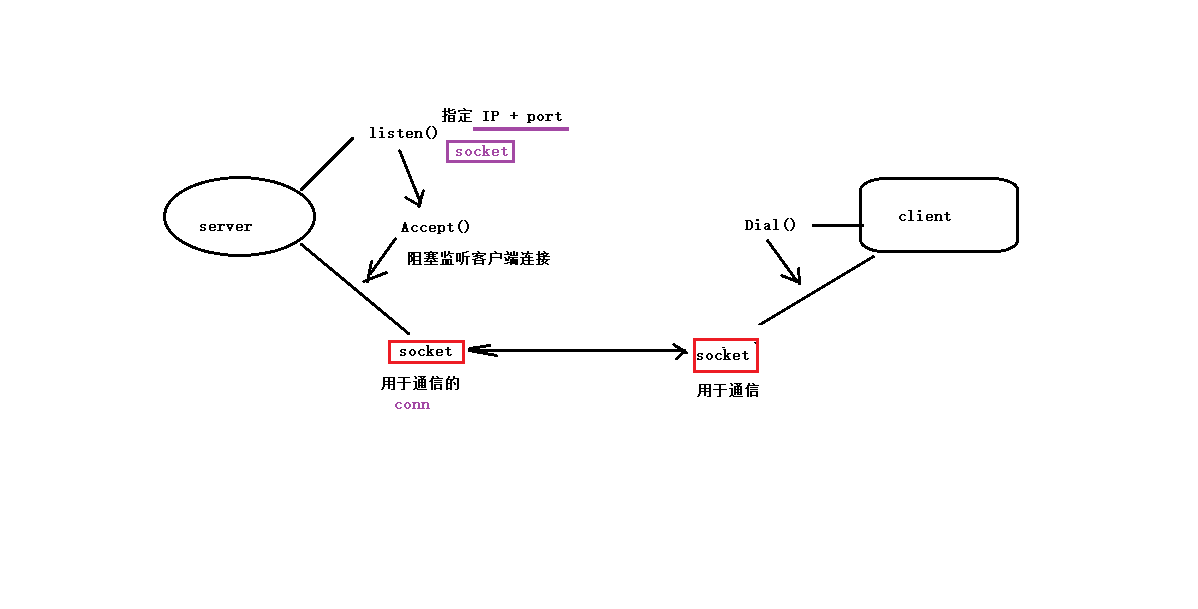 指定 IP + port
listen()
socket
server
Accept()
阻塞监听客户端连接
Dial()
client
socket
用于通信的
conn
socket
用于通信